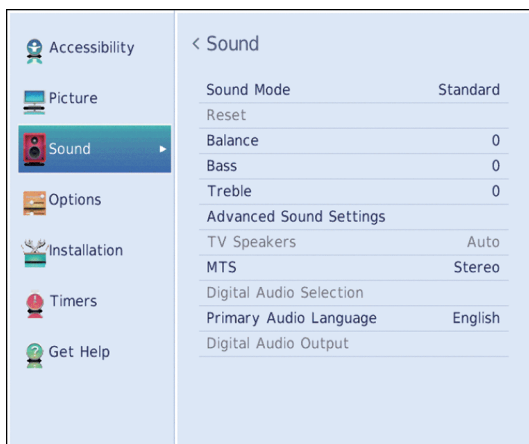 Accessibility
Picture
Sound
Options
Installation
Timers
Get Help
< Sound
Sound Mode Standard
Reset
Balance 0
Bass 0
Treble 0
Advanced Sound Settings
TV Speakers Auto
MTS Stereo
Digital Audio Selection
Primary Audio Language English
Digital Audio Output